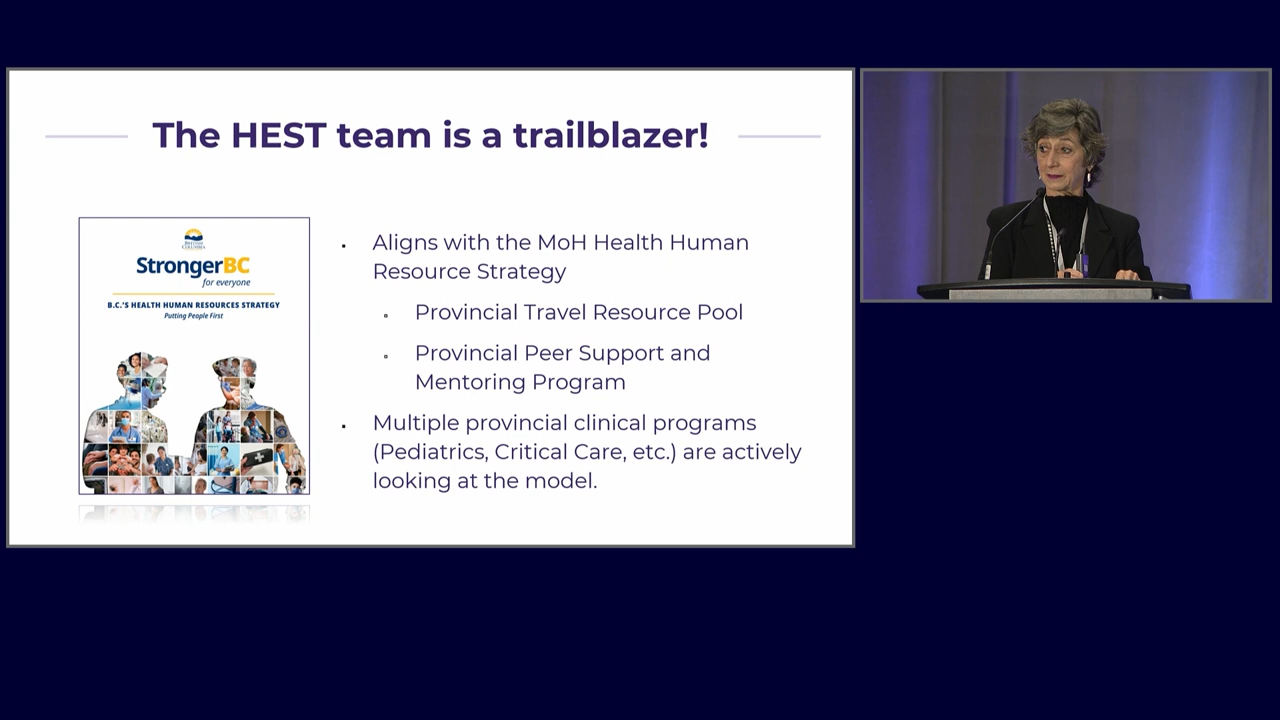 The HEST team is a trailblazer!
BRITISH
COLUMBIA
StrongerBC
for everyone
B.C.'S HEALTH HUMAN RESOURCES STRATEGY
Putting People First
Aligns with the MoH Health Human
Resource Strategy
Provincial Travel Resource Pool
Provincial Peer Support and
Mentoring Program
Multiple provincial clinical programs
(Pediatrics, Critical Care, etc.) are actively
looking at the model.